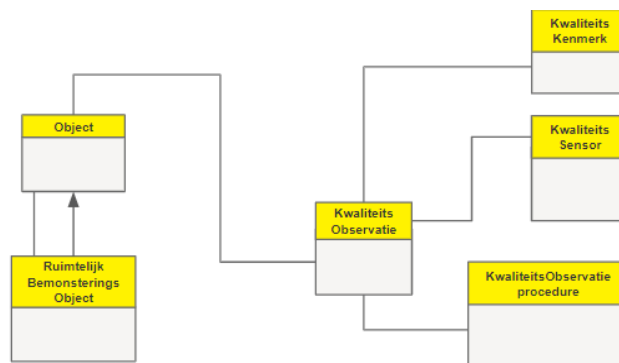 Kwaliteits
Kenmerk
Object
Kwaliteits
Sensor
Kwaliteits
Observatie
Ruimtelijk
Bemonsterings
Object
KwaliteitsObservatie
procedure